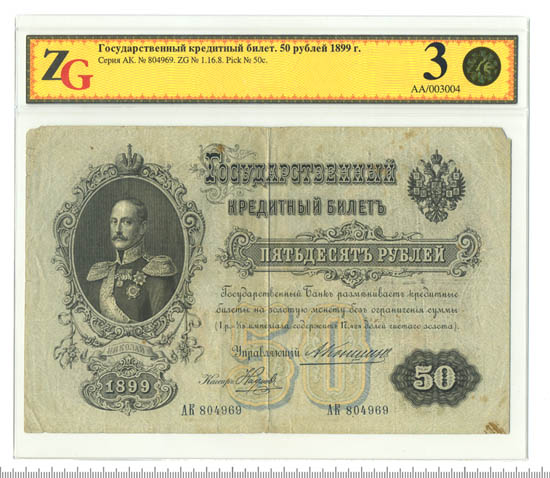 ZG
Государственный кредитный билет. 50 рублей 1899 г.
Серия АК. № 804969. ZG № 1.16.8. Pick № 50c.
3
AA/003004
Государственный
кредитный билетъ
пятьдесятъ рублей
Государственный Банкъ размѣниваетъ кредитные
билеты на золотую монету безъ ограниченія суммы
Управляющій
1899
50
АК 804969
АК 804969